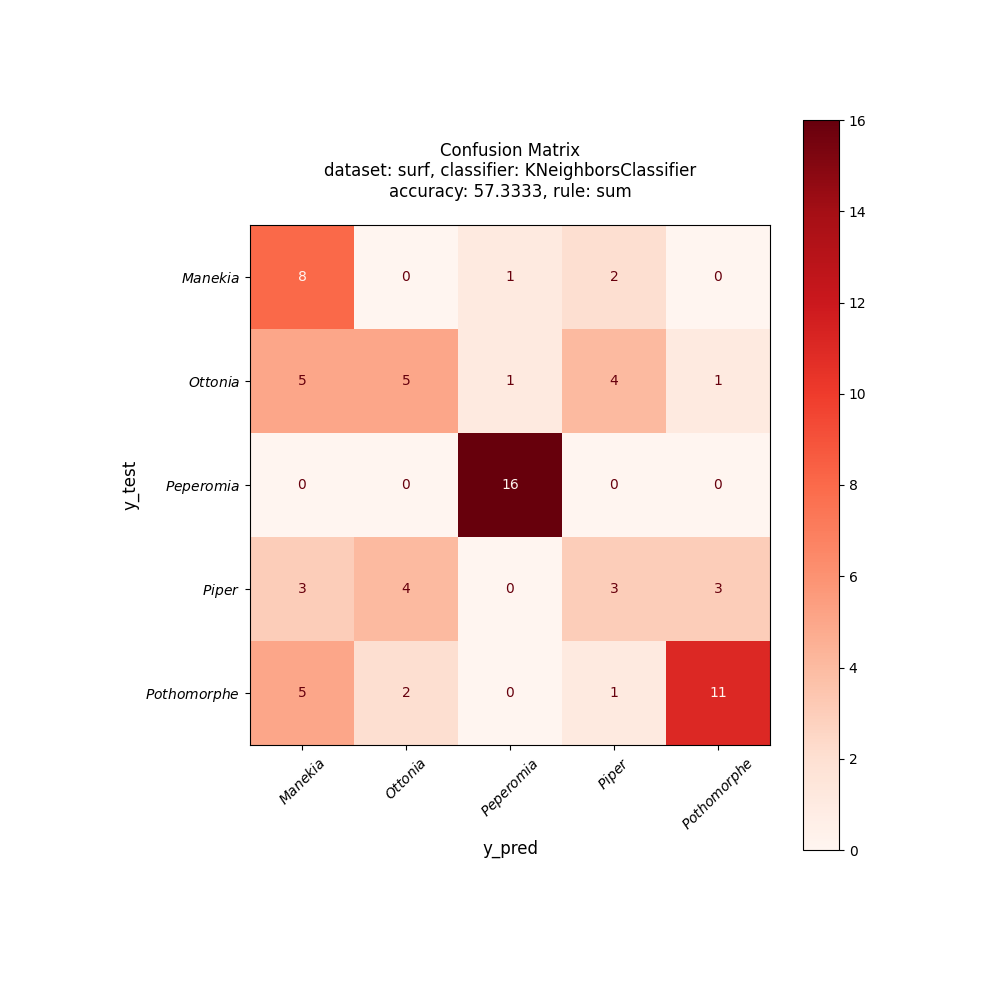 Confusion Matrix
dataset: surf, classifier: KNeighborsClassifier
accuracy: 57.3333, rule: sum
y_test
Manekia 8 0 1 2 0
Ottonia 5 5 1 4 1
Peperomia 0 0 16 0 0
Piper 3 4 0 3 3
Pothomorphe 5 2 0 1 11
Manekia Ottonia Peperomia Piper Pothomorphe
y_pred
16
14
12
10
8
6
4
2
0